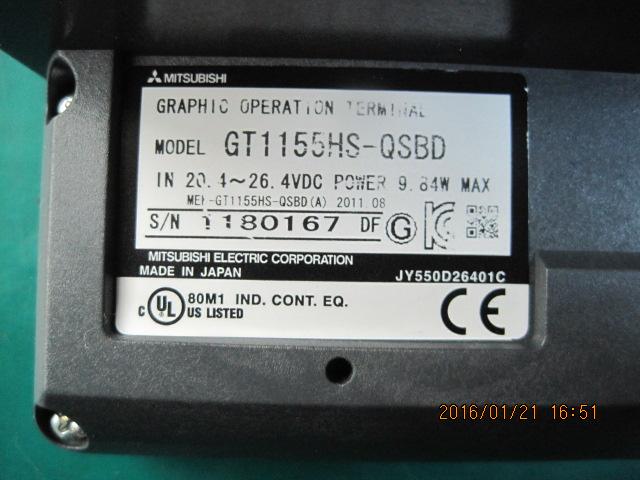 MITSUBISHI
GRAPHIC OPERATION TERMINAL
MODEL GT1155HS-QSBD
IN 20.4~26.4VDC POWER 9.84W MAX
MEK-GT1155HS-QSBD(A) 2011.08
S/N 1180167 DF G
MITSUBISHI ELECTRIC CORPORATION
MADE IN JAPAN JY550D26401C
C UL 80M1 IND. CONT. EQ.
US LISTED
CE
2016/01/21 16:51